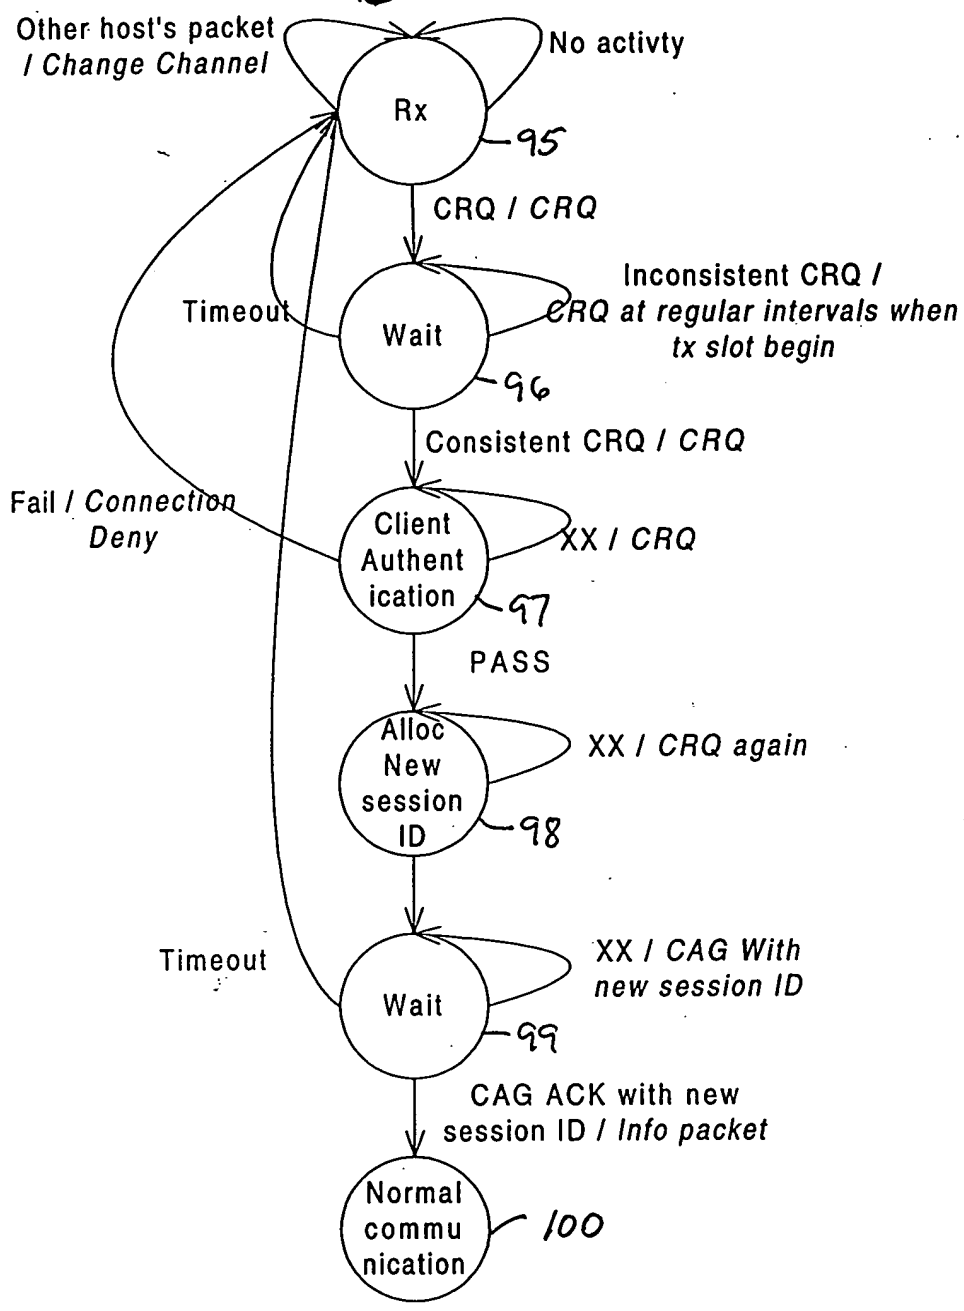 Other host's packet
/ Change Channel
No activty
Rx
95
CRQ / CRQ
Inconsistent CRQ /
CRQ at regular intervals when
tx slot begin
Timeout
Wait
96
Consistent CRQ / CRQ
Fail / Connection
Deny
Client
Authent
ication
XX / CRQ
97
PASS
Alloc
New
session
ID
XX / CRQ again
98
Timeout
XX / CAG With
new session ID
Wait
99
CAG ACK with new
session ID / Info packet
Normal
commu
nication
100